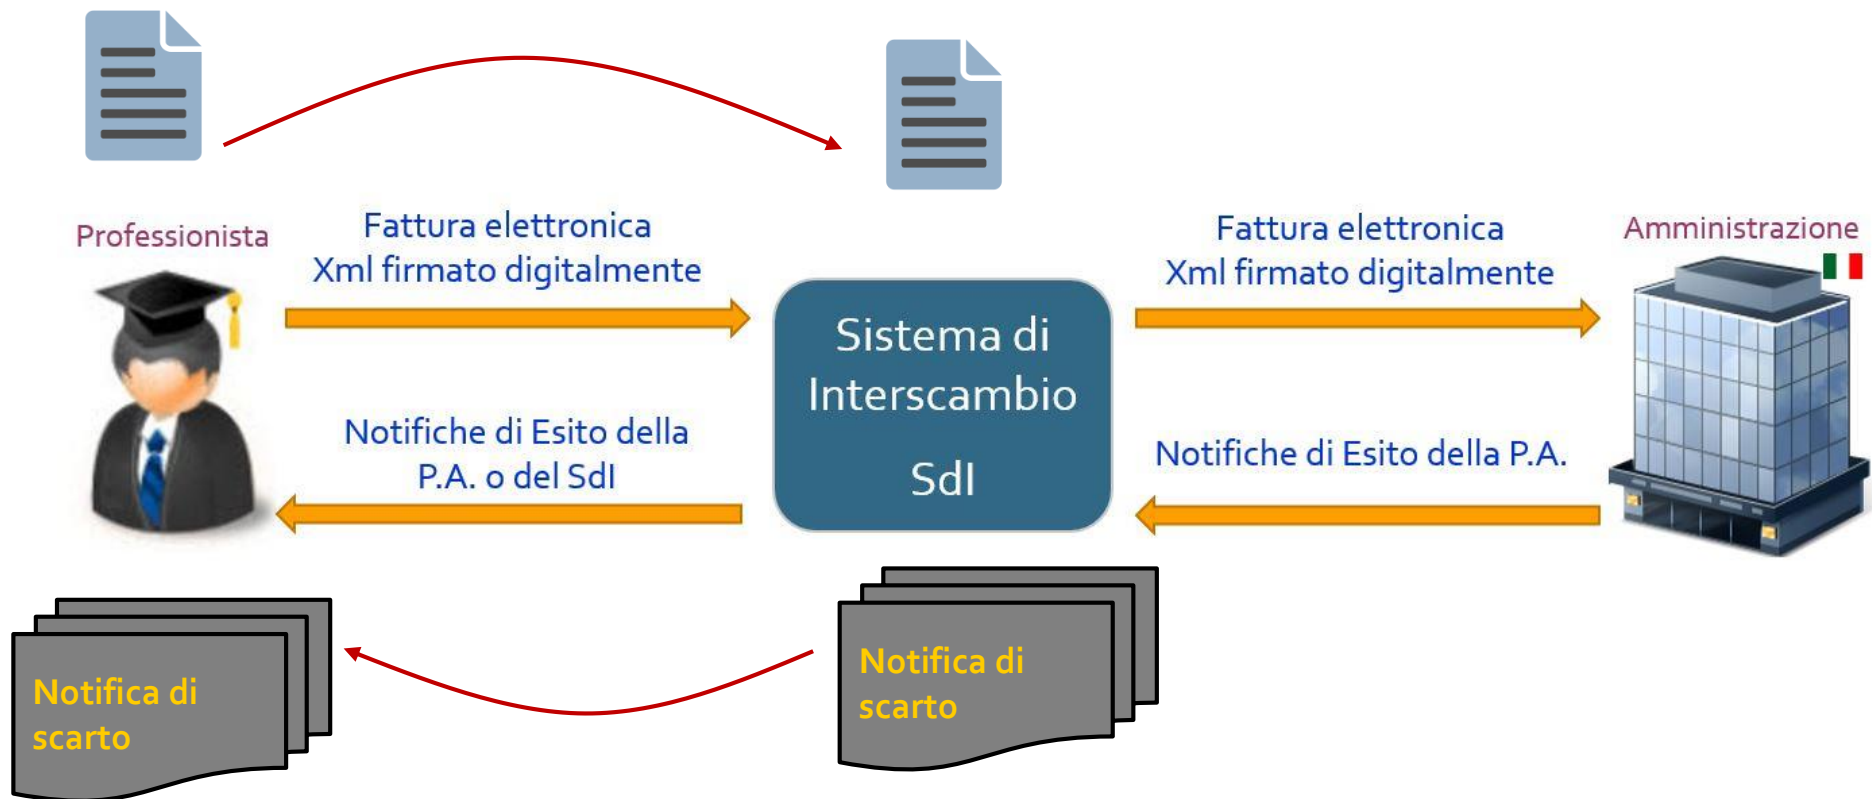 Professionista
Fattura elettronica
Xml firmato digitalmente
Fattura elettronica
Xml firmato digitalmente
Amministrazione
Sistema di
Interscambio
SdI
Notifiche di Esito della
P.A. o del SdI
Notifiche di Esito della P.A.
Notifica di
scarto
Notifica di
scarto